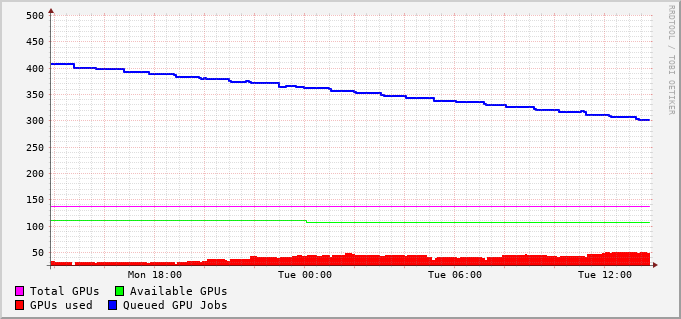 RRDTOOL / TOBI OETIKER
500
450
400
350
300
250
200
150
100
50
Mon 18:00 Tue 00:00 Tue 06:00 Tue 12:00
Total GPUs Available GPUs
GPUs used Queued GPU Jobs